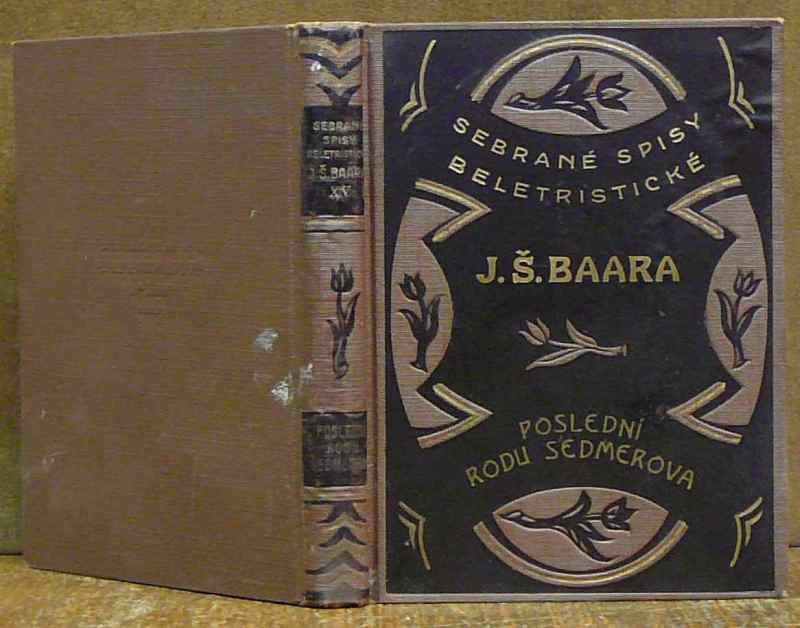 SEBRANÉ
SPISY
BELETRISTICKÉ
J.Š.BAARA
XV
POSLEDNÍ
RODU
SEDMEROVA
SEBRANÉ SPISY
BELETRISTICKÉ
J.Š.BAARA
POSLEDNÍ
RODU SEDMEROVA